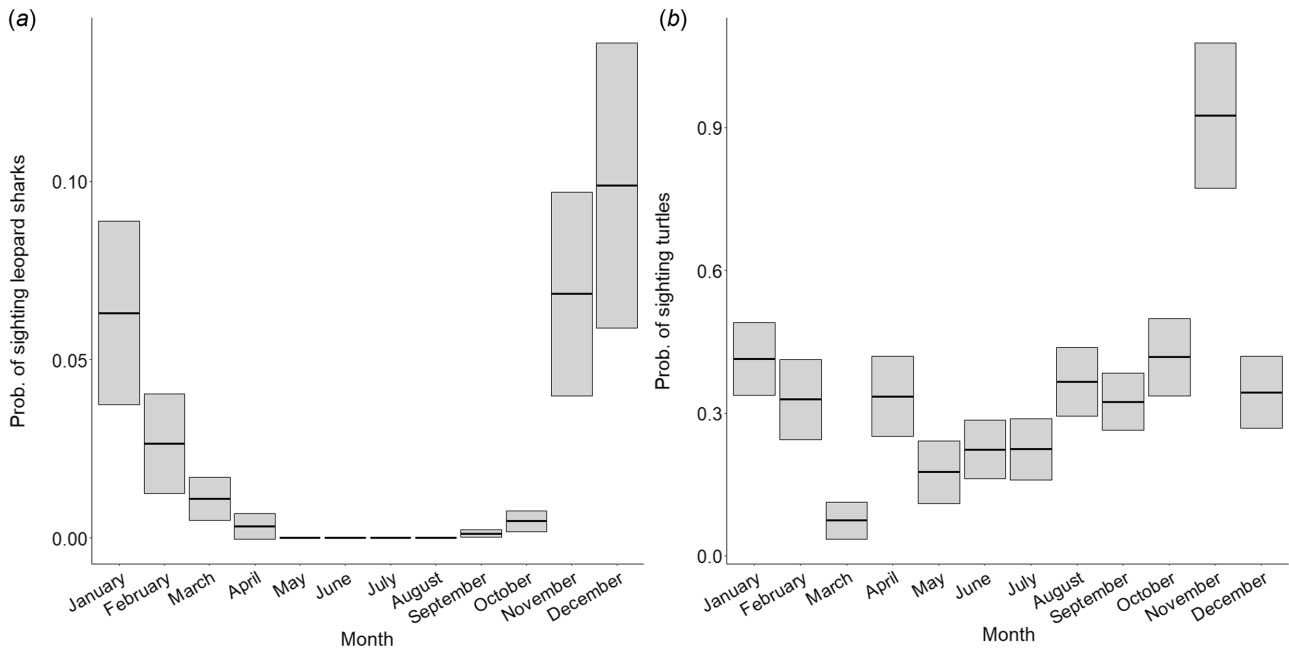 (a)
Prob. of sighting leopard sharks
0.10
0.05
0.00
January
February
March
April
May
June
July
August
September
October
November
December
Month
(b)
Prob. of sighting turtles
0.9
0.6
0.3
0.0
January
February
March
April
May
June
July
August
September
October
November
December
Month